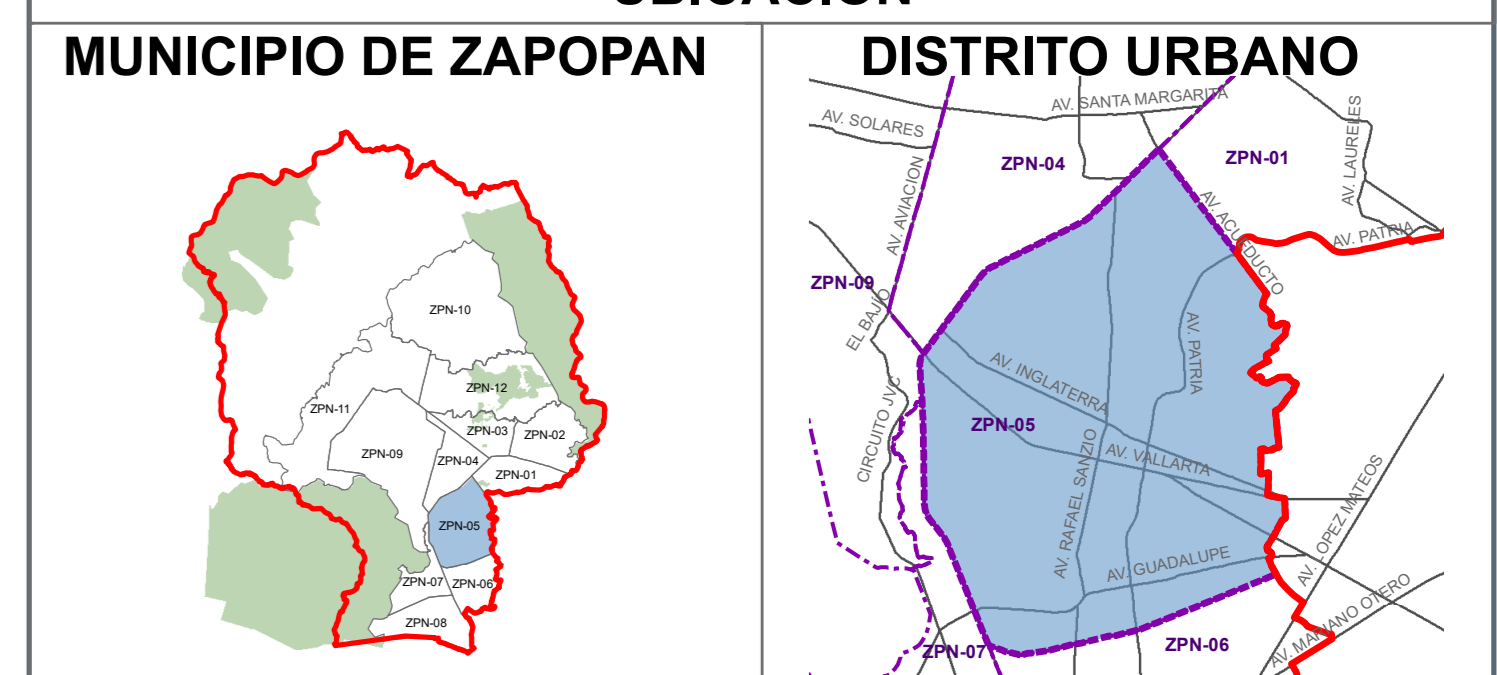 UBICACIÓN
MUNICIPIO DE ZAPOPAN
ZPN-10
ZPN-12
ZPN-11
ZPN-03
ZPN-02
ZPN-09
ZPN-04
ZPN-01
ZPN-05
ZPN-07
ZPN-06
ZPN-08
DISTRITO URBANO
AV. SANTA MARGARITA
AV. SOLARES
AV. LAURELES
ZPN-04
ZPN-01
AV. AVIACION
AV. ACUEDUCTO
AV. PATRIA
ZPN-09
EL BAJÍO
AV. PATRIA
AV. INGLATERRA
CIRCUITO JVC
ZPN-05
AV. VALLARTA
AV. RAFAEL SANZIO
AV. LOPEZ MATEOS
AV. GUADALUPE
AV. MARIANO OTERO
ZPN-07
ZPN-06